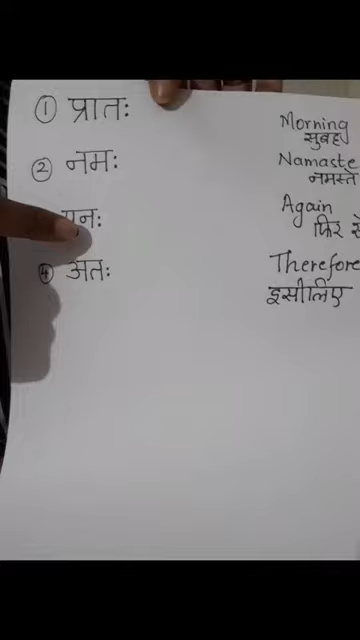 ① प्रातः
Morning
सुबह
② नमः
Namaste
नमस्ते
नः
Again
फिर से
④ अतः
Therefore
इसीलिए